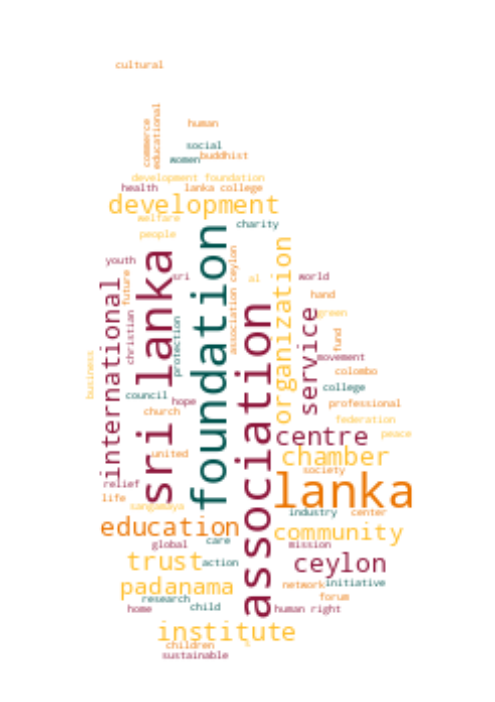 cultural
commerce
educational
human
social
women
buddhist
development foundation
health
lanka college
development
welfare
charity
people
youth
sri
sri lanka
foundation
association
association ceylon
al
organization
world
international
future
christian
protection
hand
green
service
fund
movement
colombo
business
council
hope
college
church
professional
federation
centre
peace
united
chamber
society
relief
life
lanka
sangamaya
industry
center
education
community
global
care
mission
trust
action
ceylon
padanama
network
initiative
research
child
forum
home
human right
institute
children
sustainable